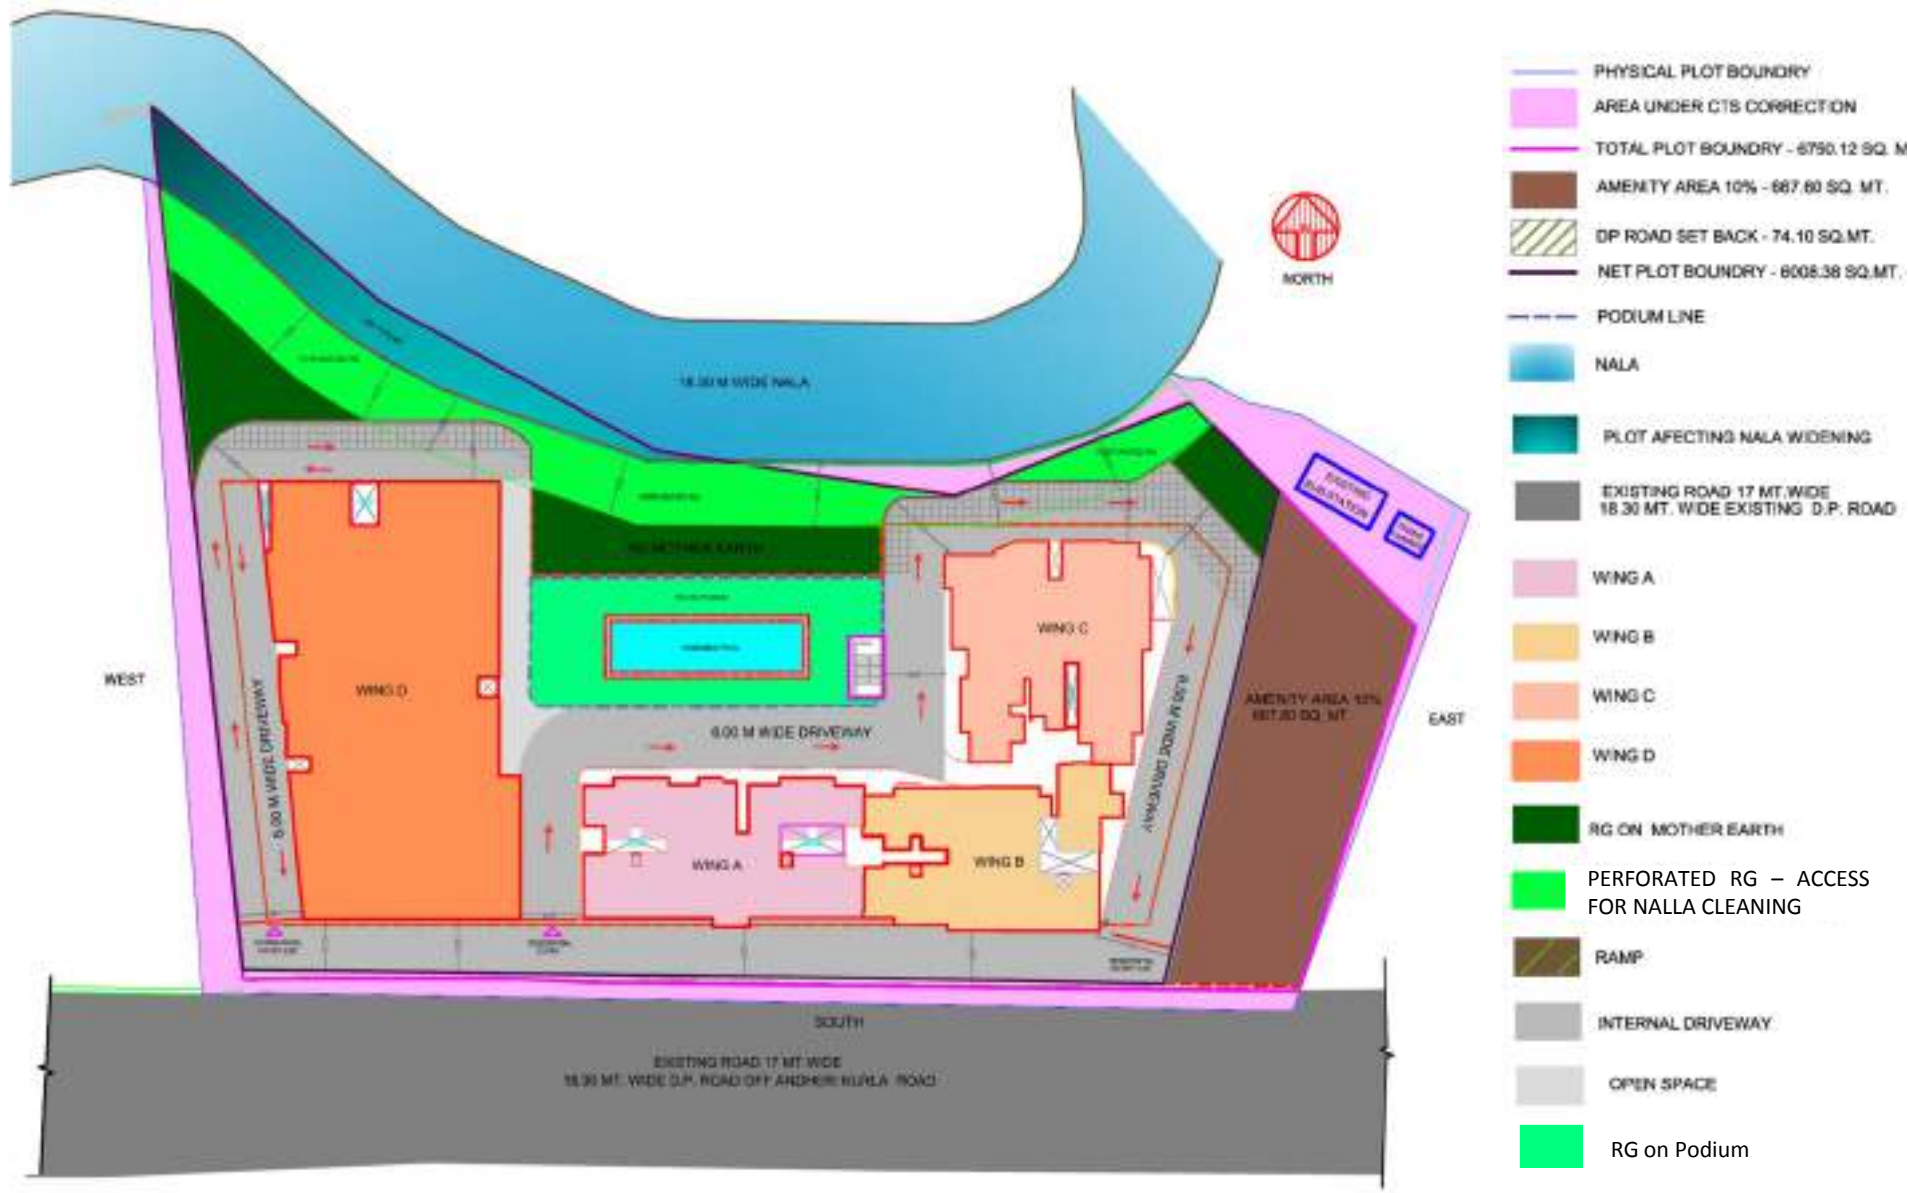 18.00 M WIDE NALA
NORTH
RG MOTHER EARTH
EXISTING
SUB-STATION
WING C
WEST
WING D
6.00 M WIDE DRIVEWAY
6.00 M WIDE DRIVEWAY
6.00 M WIDE DRIVEWAY
AMENITY AREA 10%
667.60 SQ. MT.
EAST
WING A
WING B
SOUTH
EXISTING ROAD 17 MT WIDE
18.30 MT. WIDE D.P. ROAD OFF ANDHERI KURLA ROAD
PHYSICAL PLOT BOUNDRY
AREA UNDER CTS CORRECTION
TOTAL PLOT BOUNDRY - 6750.12 SQ. M
AMENITY AREA 10% - 667.60 SQ. MT.
DP ROAD SET BACK - 74.10 SQ.MT.
NET PLOT BOUNDRY - 6008.38 SQ.MT.
PODIUM LINE
NALA
PLOT AFECTING NALA WIDENING
EXISTING ROAD 17 MT.WIDE
18.30 MT. WIDE EXISTING D.P. ROAD
WING A
WING B
WING C
WING D
RG ON MOTHER EARTH
PERFORATED RG – ACCESS
FOR NALLA CLEANING
RAMP
INTERNAL DRIVEWAY
OPEN SPACE
RG on Podium